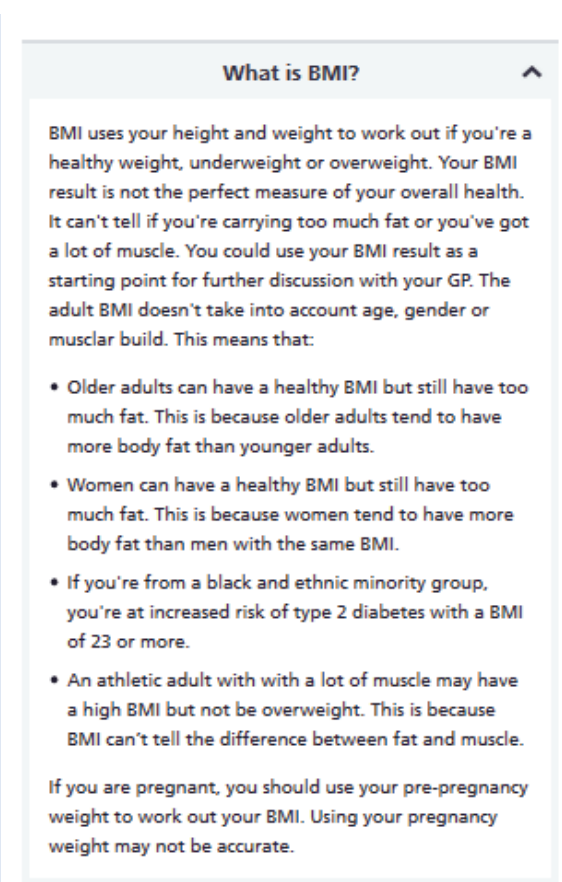 What is BMI?
BMI uses your height and weight to work out if you're a
healthy weight, underweight or overweight. Your BMI
result is not the perfect measure of your overall health.
It can't tell if you're carrying too much fat or you've got
a lot of muscle. You could use your BMI result as a
starting point for further discussion with your GP. The
adult BMI doesn't take into account age, gender or
musclar build. This means that:
• Older adults can have a healthy BMI but still have too
much fat. This is because older adults tend to have
more body fat than younger adults.
• Women can have a healthy BMI but still have too
much fat. This is because women tend to have more
body fat than men with the same BMI.
• If you're from a black and ethnic minority group,
you're at increased risk of type 2 diabetes with a BMI
of 23 or more.
• An athletic adult with with a lot of muscle may have
a high BMI but not be overweight. This is because
BMI can't tell the difference between fat and muscle.
If you are pregnant, you should use your pre-pregnancy
weight to work out your BMI. Using your pregnancy
weight may not be accurate.